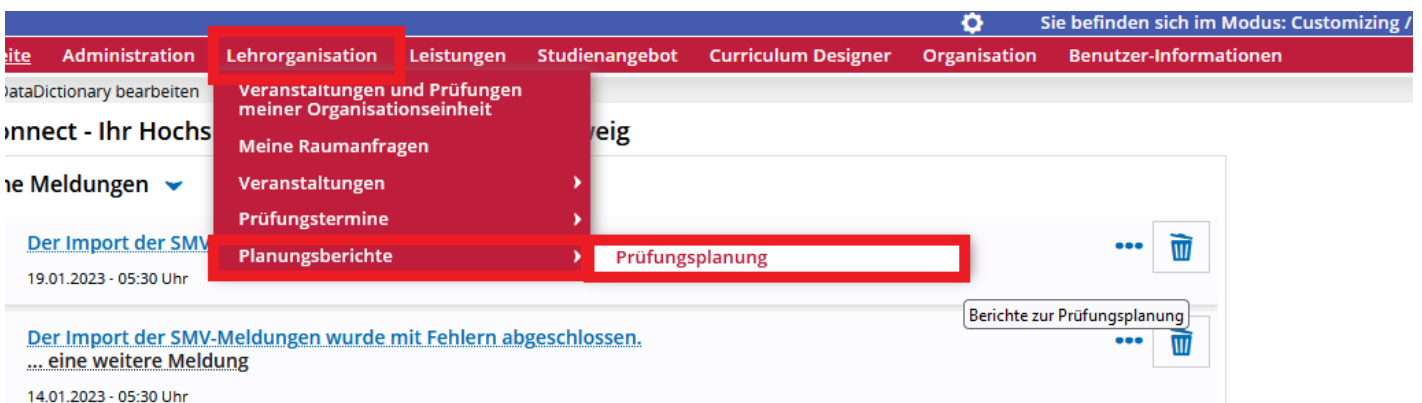 Sie befinden sich im Modus: Customizing /
eite Administration Lehrorganisation Leistungen Studienangebot Curriculum Designer Organisation Benutzer-Informationen
DataDictionary bearbeiten
Veranstaltungen und Prüfungen
meiner Organisationseinheit
onnect - Ihr Hochs
eig
Meine Raumanfragen
ne Meldungen
Veranstaltungen
Prüfungstermine
Der Import der SMV
Planungsberichte
Prüfungsplanung
19.01.2023 - 05:30 Uhr
Berichte zur Prüfungsplanung
Der Import der SMV-Meldungen wurde mit Fehlern abgeschlossen.
... eine weitere Meldung
14.01.2023 - 05:30 Uhr